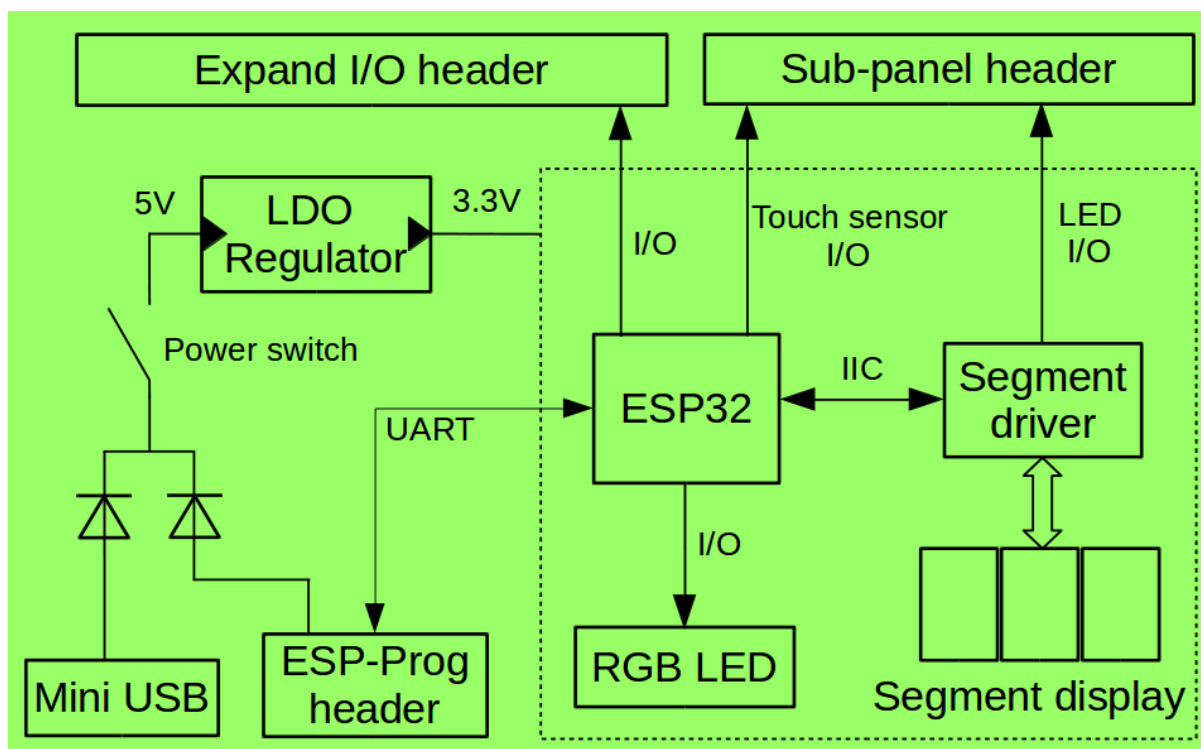 Expand I/O header
Sub-panel header
5V
LDO
Regulator
3.3V
I/O
Touch sensor
I/O
LED
I/O
Power switch
ESP32
IIC
Segment
driver
UART
I/O
Mini USB
ESP-Prog
header
RGB LED
Segment display